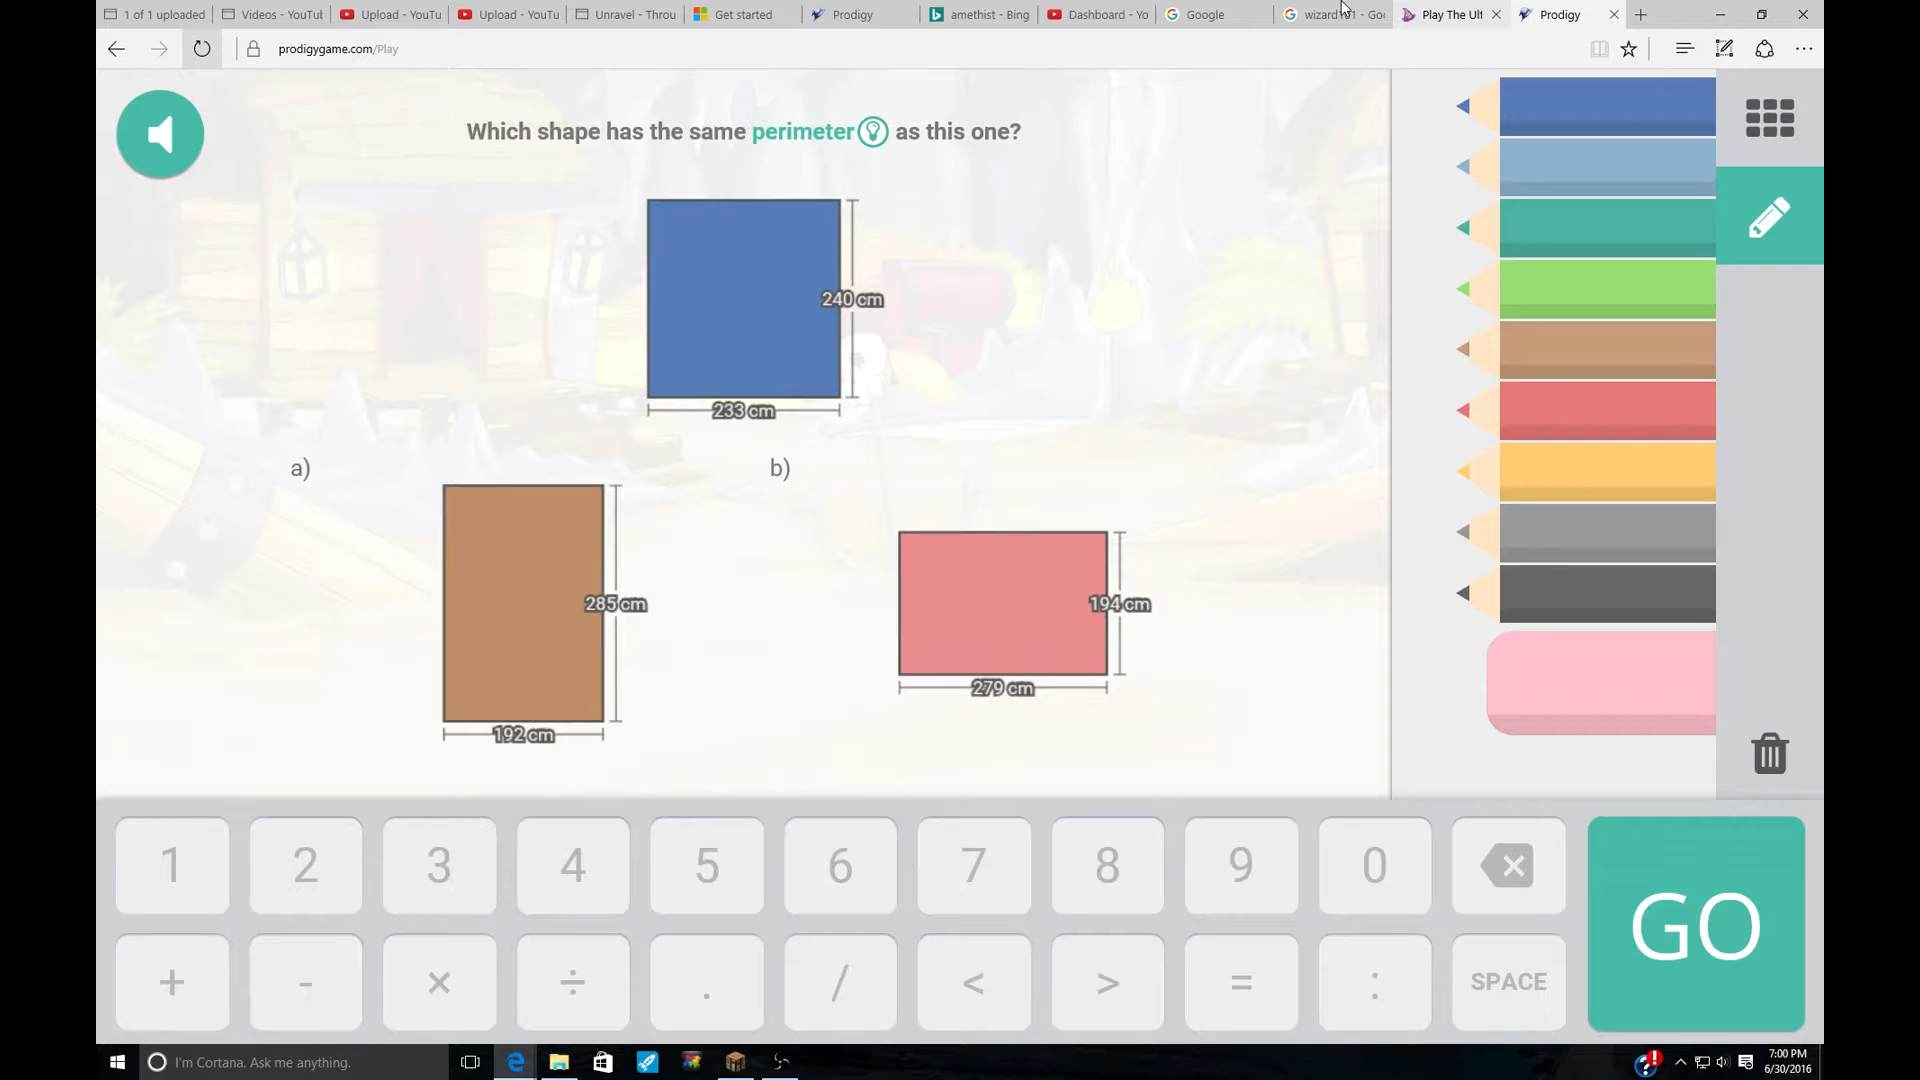 1 of 1 uploaded
Videos - YouTub
Upload - YouTu
Upload - YouTu
Unravel - Throu
Get started
Prodigy
amethist - Bing
Dashboard - Yo
Google
Play The Ult
Prodigy
prodigygame.com/Play
Which shape has the same perimeter as this one?
240 cm
233 cm
a)
b)
285 cm
192 cm
194 cm
279 cm
1 2 3 4 5 6 7 8 9 0
GO
+ - × ÷ . / < > = : SPACE
I'm Cortana. Ask me anything.
7:00 PM
6/30/2016